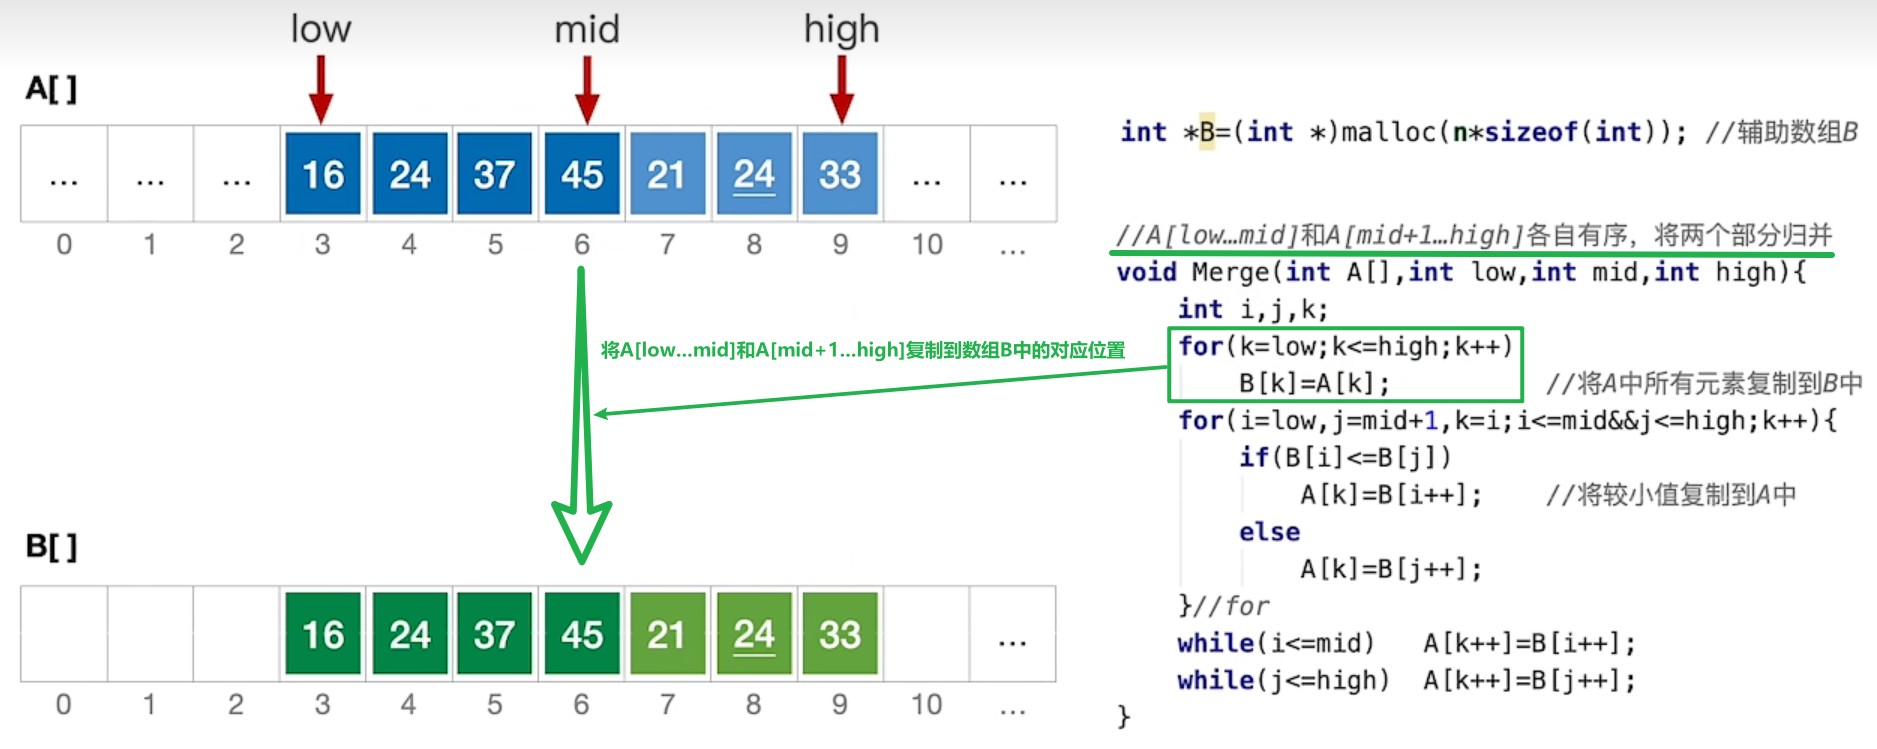 low mid high
A[ ]
... ... ... 16 24 37 45 21 24 33 ... ...
0 1 2 3 4 5 6 7 8 9 10 ...
将A[low...mid]和A[mid+1...high]复制到数组B中的对应位置
B[ ]
16 24 37 45 21 24 33 ...
0 1 2 3 4 5 6 7 8 9 10 ...
int *B=(int *)malloc(n*sizeof(int)); //辅助数组B
//A[low…mid]和A[mid+1…high]各自有序，将两个部分归并
void Merge(int A[],int low,int mid,int high){
int i,j,k;
for(k=low;k<=high;k++)
B[k]=A[k]; //将A中所有元素复制到B中
for(i=low,j=mid+1,k=i;i<=mid&&j<=high;k++){
if(B[i]<=B[j])
A[k]=B[i++]; //将较小值复制到A中
else
A[k]=B[j++];
}//for
while(i<=mid) A[k++]=B[i++];
while(j<=high) A[k++]=B[j++];
}